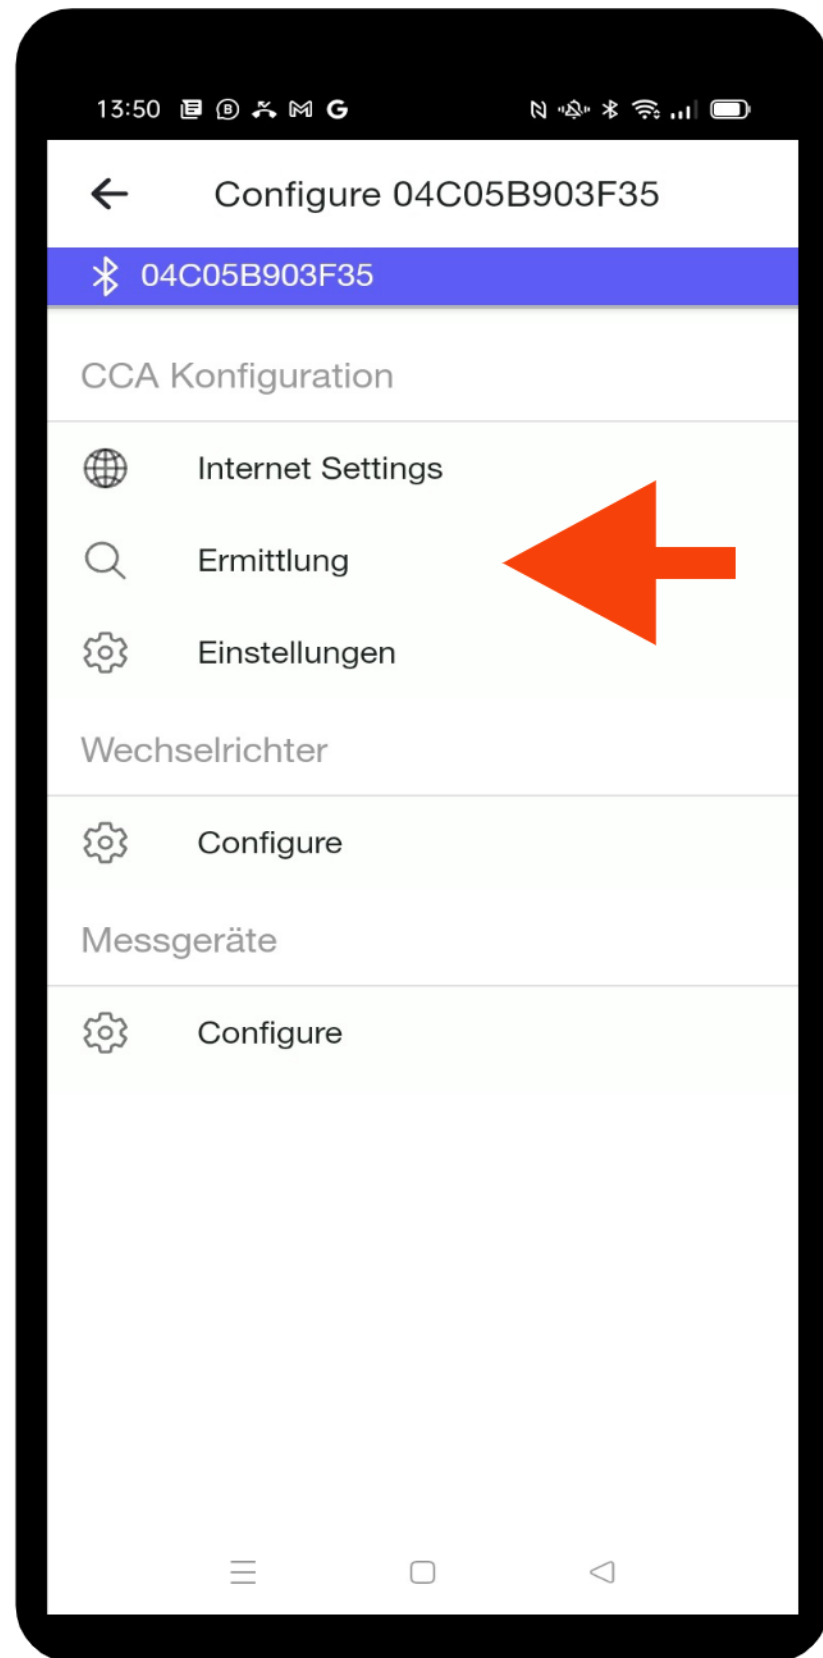 13:50
Configure 04C05B903F35
04C05B903F35
CCA Konfiguration
Internet Settings
Ermittlung
Einstellungen
Wechselrichter
Configure
Messgeräte
Configure